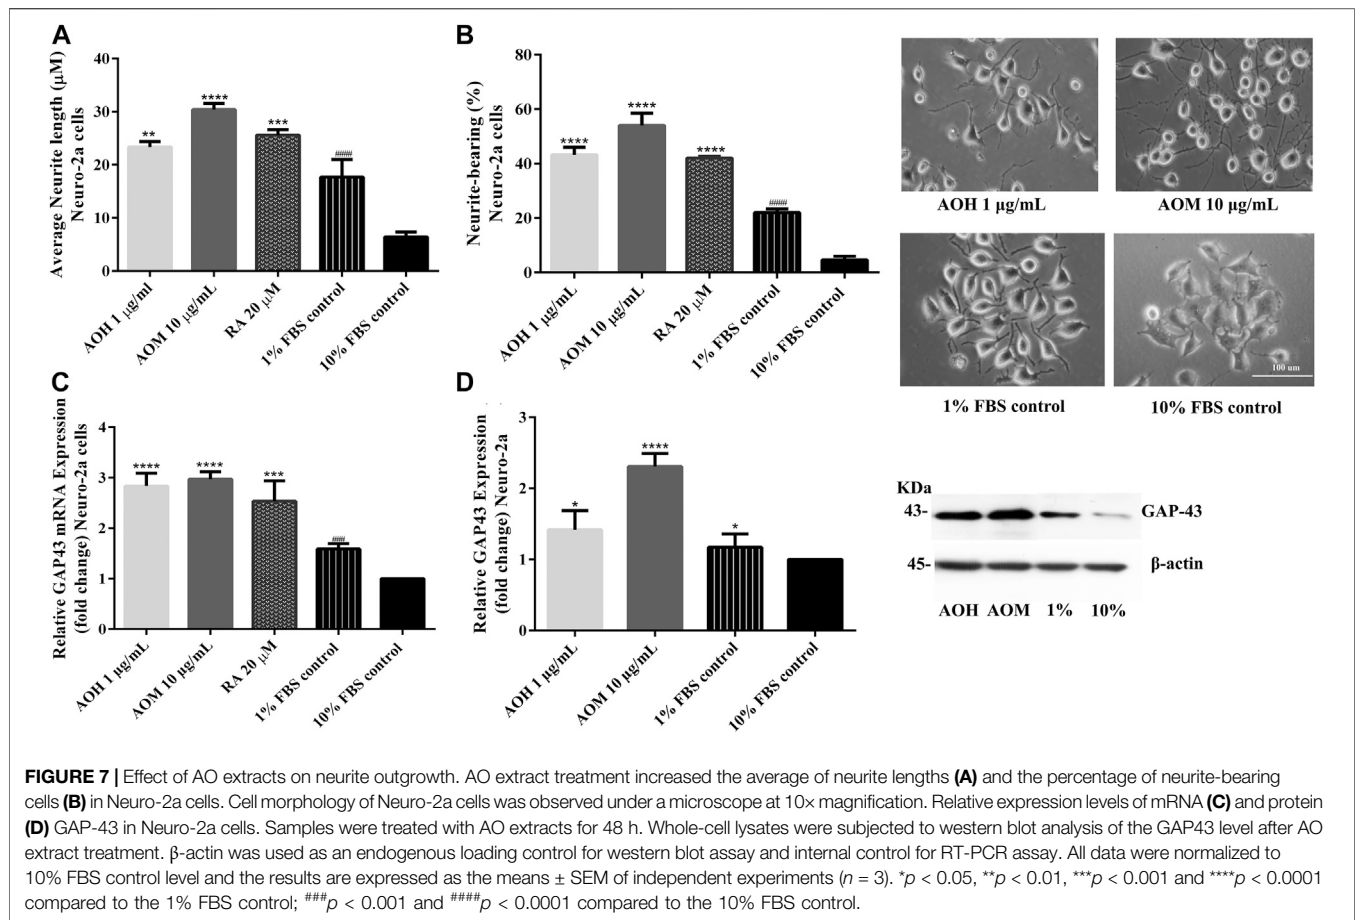 A
Average Neurite length (μM)
Neuro-2a cells
40
30
20
10
0
**
****
***
####
AOH 1 μg/ml
AOM 10 μg/mL
RA 20 μM
1% FBS control
10% FBS control
B
Neurite-bearing (%)
Neuro-2a cells
80
60
40
20
0
****
****
****
####
AOH 1 μg/mL
AOM 10 μg/mL
RA 20 μM
1% FBS control
10% FBS control
AOH 1 μg/mL
AOM 10 μg/mL
100 um
1% FBS control
10% FBS control
C
Relative GAP43 mRNA Expression
(fold change) Neuro-2a cells
4
3
2
1
0
****
****
***
###
AOH 1 μg/mL
AOM 10 μg/mL
RA 20 μM
1% FBS control
10% FBS control
D
Relative GAP43 Expression
(fold change) Neuro-2a
3
2
1
0
*
****
*
AOH 1 μg/mL
AOM 10 μg/mL
1% FBS control
10% FBS control
KDa
43-
GAP-43
45-
β-actin
AOH AOM 1% 10%
FIGURE 7 | Effect of AO extracts on neurite outgrowth. AO extract treatment increased the average of neurite lengths (A) and the percentage of neurite-bearing
cells (B) in Neuro-2a cells. Cell morphology of Neuro-2a cells was observed under a microscope at 10× magnification. Relative expression levels of mRNA (C) and protein
(D) GAP-43 in Neuro-2a cells. Samples were treated with AO extracts for 48 h. Whole-cell lysates were subjected to western blot analysis of the GAP43 level after AO
extract treatment. β-actin was used as an endogenous loading control for western blot assay and internal control for RT-PCR assay. All data were normalized to
10% FBS control level and the results are expressed as the means ± SEM of independent experiments (n = 3). *p < 0.05, **p < 0.01, ***p < 0.001 and ****p < 0.0001
compared to the 1% FBS control; ###p < 0.001 and ####p < 0.0001 compared to the 10% FBS control.